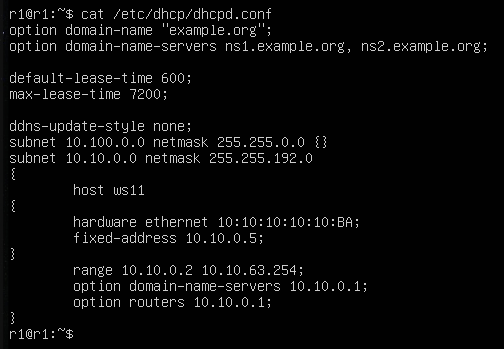 r1@r1:~$ cat /etc/dhcp/dhcpd.conf
option domain-name "example.org";
option domain-name-servers ns1.example.org, ns2.example.org;
default-lease-time 600;
max-lease-time 7200;
ddns-update-style none;
subnet 10.100.0.0 netmask 255.255.0.0 {}
subnet 10.10.0.0 netmask 255.255.192.0
{
host ws11
{
hardware ethernet 10:10:10:10:10:BA;
fixed-address 10.10.0.5;
}
range 10.10.0.2 10.10.63.254;
option domain-name-servers 10.10.0.1;
option routers 10.10.0.1;
}
r1@r1:~$